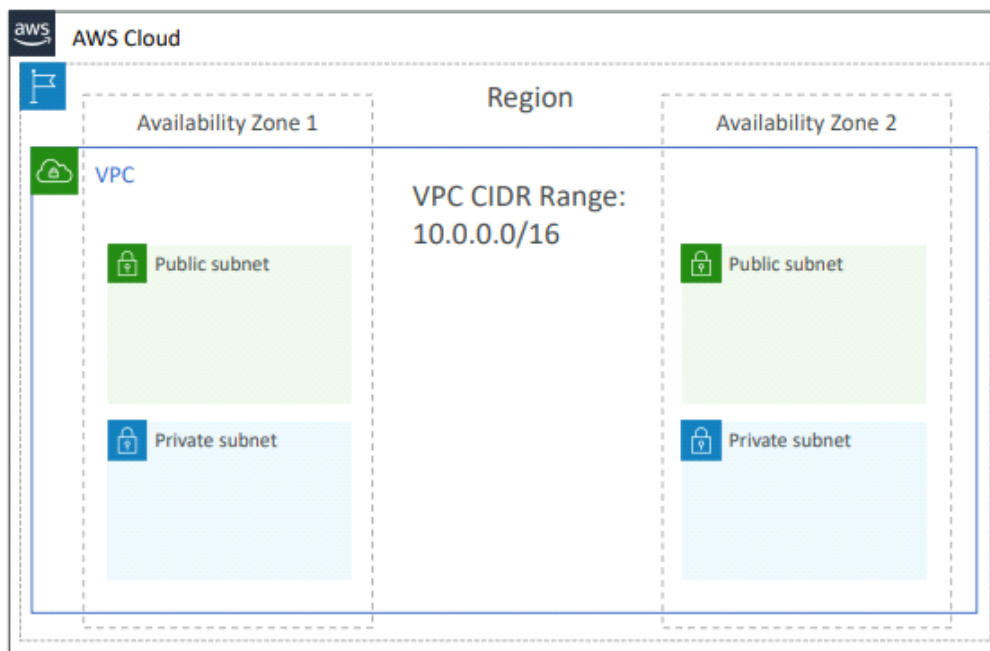 aws
AWS Cloud
Region
Availability Zone 1
Availability Zone 2
VPC
VPC CIDR Range:
10.0.0.0/16
Public subnet
Public subnet
Private subnet
Private subnet